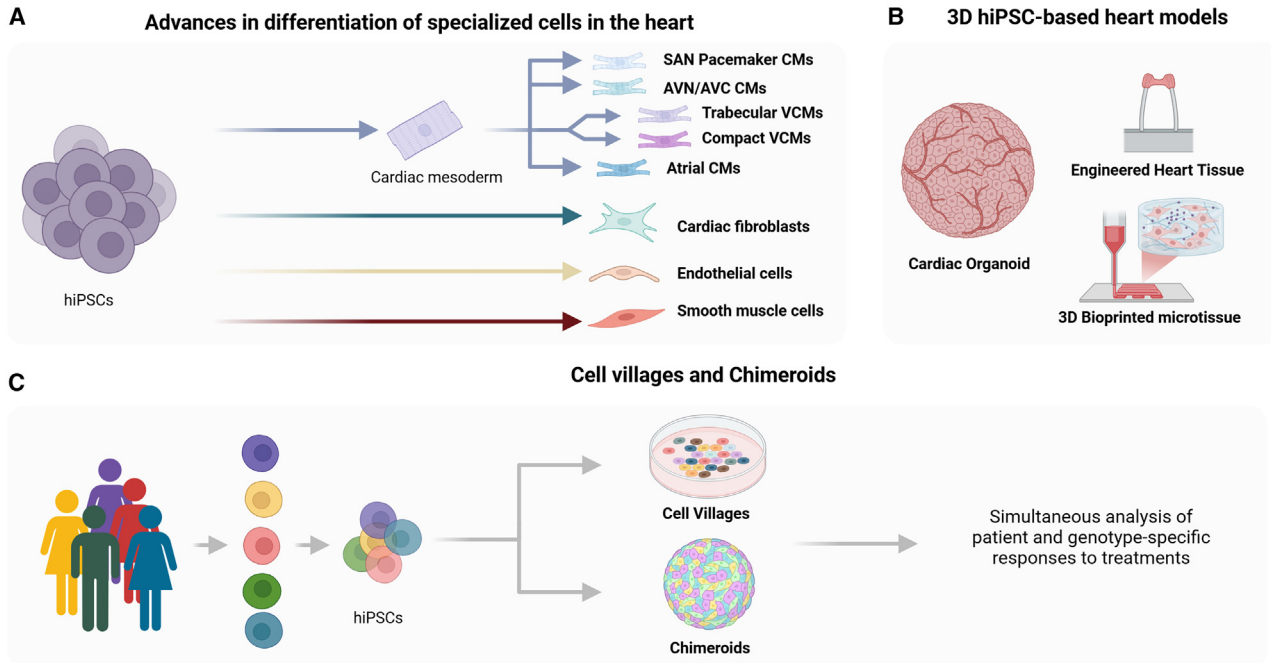 A
Advances in differentiation of specialized cells in the heart
SAN Pacemaker CMs
AVN/AVC CMs
Trabecular VCMs
Compact VCMs
Atrial CMs
Cardiac mesoderm
Cardiac fibroblasts
Endothelial cells
Smooth muscle cells
hiPSCs
B
3D hiPSC-based heart models
Engineered Heart Tissue
Cardiac Organoid
3D Bioprinted microtissue
C
Cell villages and Chimeroids
hiPSCs
Cell Villages
Chimeroids
Simultaneous analysis of
patient and genotype-specific
responses to treatments